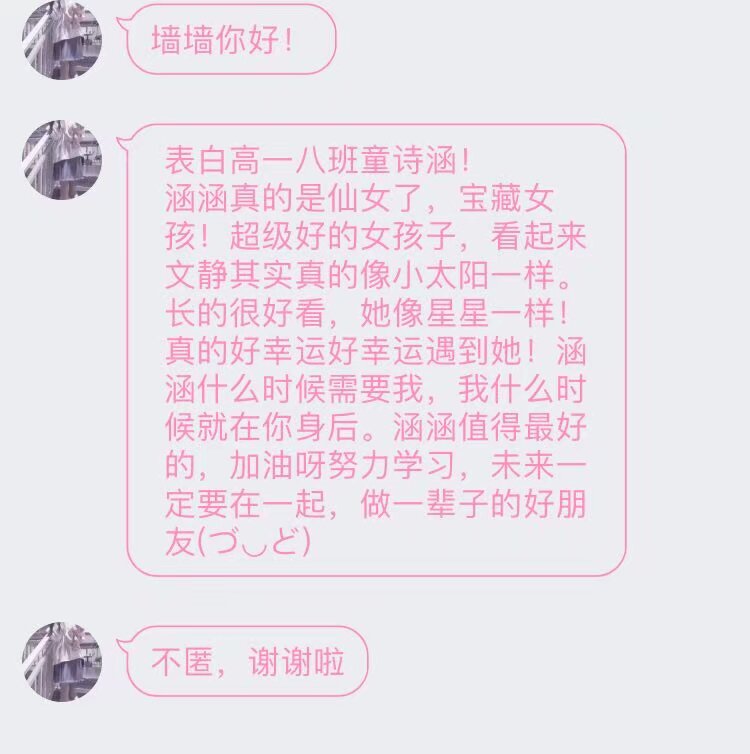 墙墙你好！
表白高一八班童诗涵！
涵涵真的是仙女了，宝藏女
孩！超级好的女孩子，看起来
文静其实真的像小太阳一样。
长的很好看，她像星星一样！
真的好幸运好幸运遇到她！涵
涵什么时候需要我，我什么时
候就在你身后。涵涵值得最好
的，加油呀努力学习，未来一
定要在一起，做一辈子的好朋
友(づ◡ど)
不匿，谢谢啦